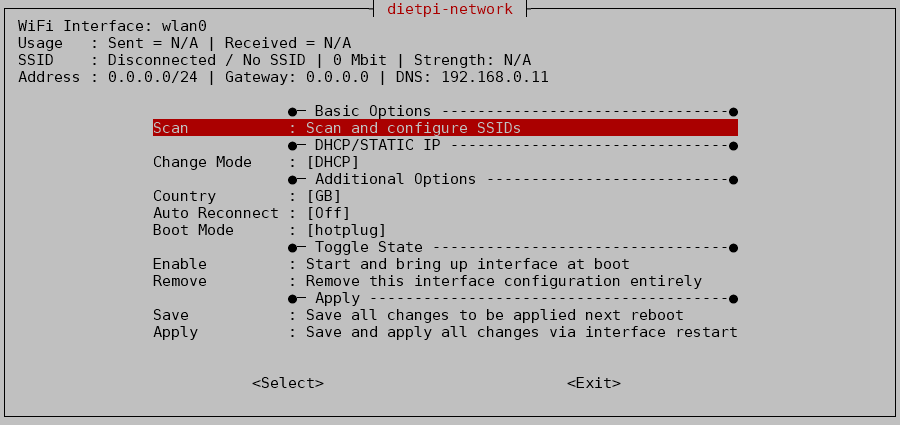 dietpi-network
WiFi Interface: wlan0
Usage   : Sent = N/A | Received = N/A
SSID    : Disconnected / No SSID | 0 Mbit | Strength: N/A
Address : 0.0.0.0/24 | Gateway: 0.0.0.0 | DNS: 192.168.0.11
●─ Basic Options --------------------------------●
Scan           : Scan and configure SSIDs
●─ DHCP/STATIC IP -------------------------------●
Change Mode    : [DHCP]
●─ Additional Options ---------------------------●
Country        : [GB]
Auto Reconnect : [Off]
Boot Mode      : [hotplug]
●─ Toggle State ---------------------------------●
Enable         : Start and bring up interface at boot
Remove         : Remove this interface configuration entirely
●─ Apply ----------------------------------------●
Save           : Save all changes to be applied next reboot
Apply          : Save and apply all changes via interface restart
<Select> <Exit>